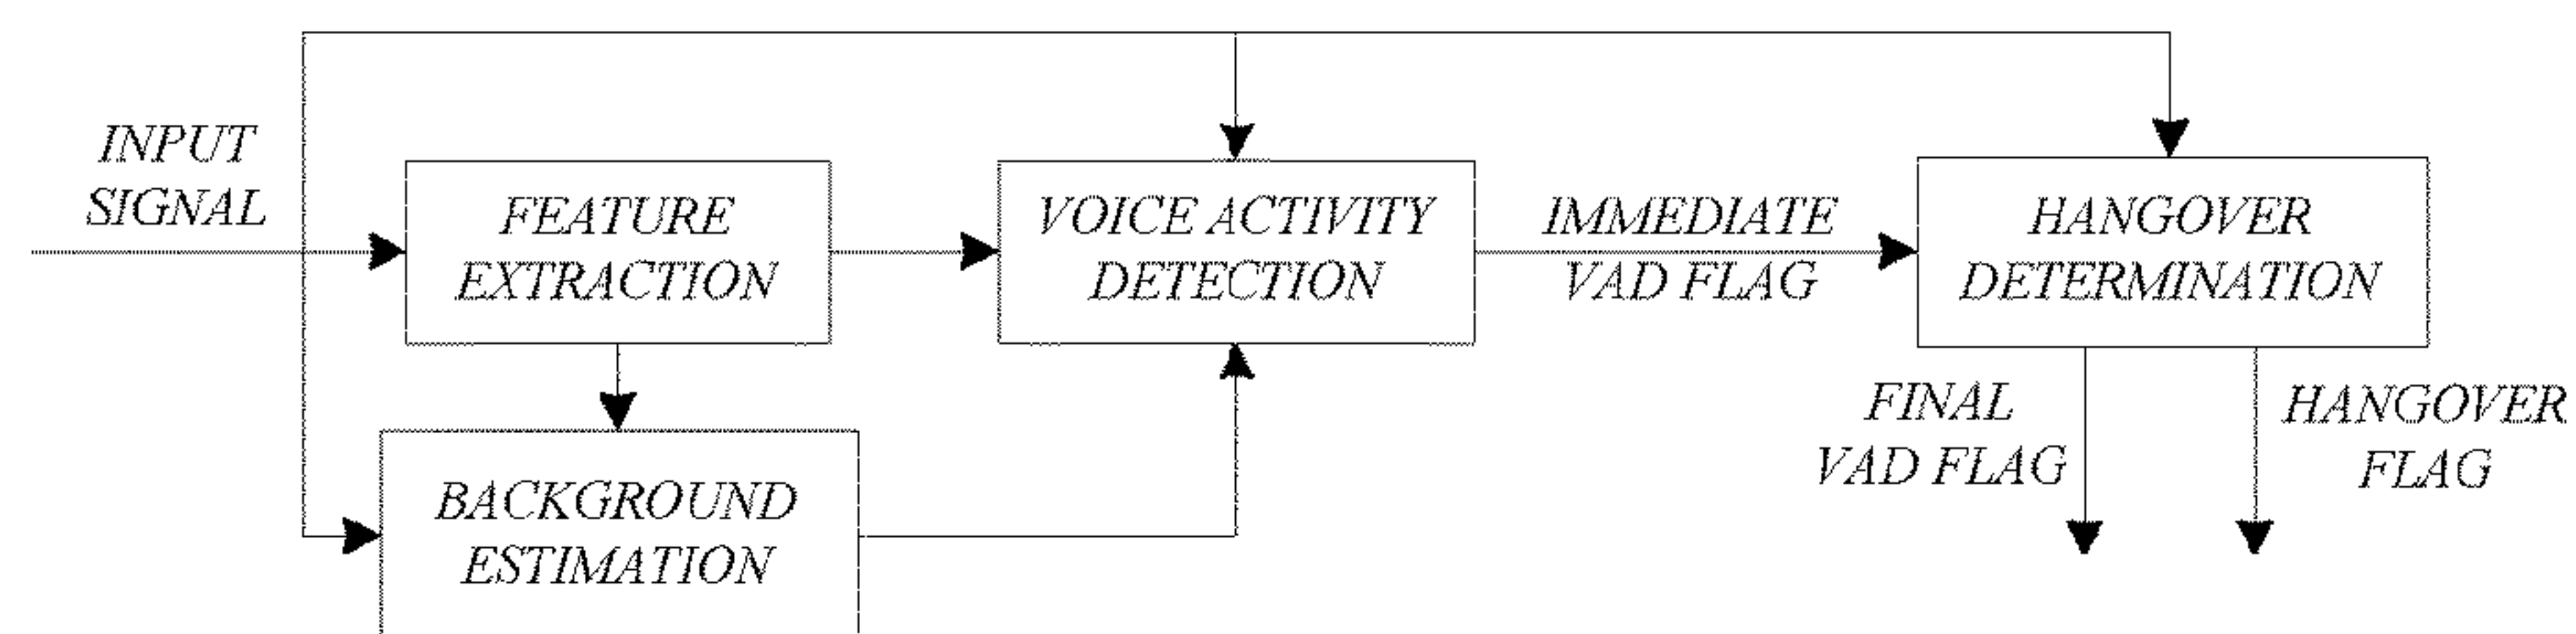 INPUT
SIGNAL
FEATURE
EXTRACTION
VOICE ACTIVITY
DETECTION
IMMEDIATE
VAD FLAG
HANGOVER
DETERMINATION
BACKGROUND
ESTIMATION
FINAL
VAD FLAG
HANGOVER
FLAG